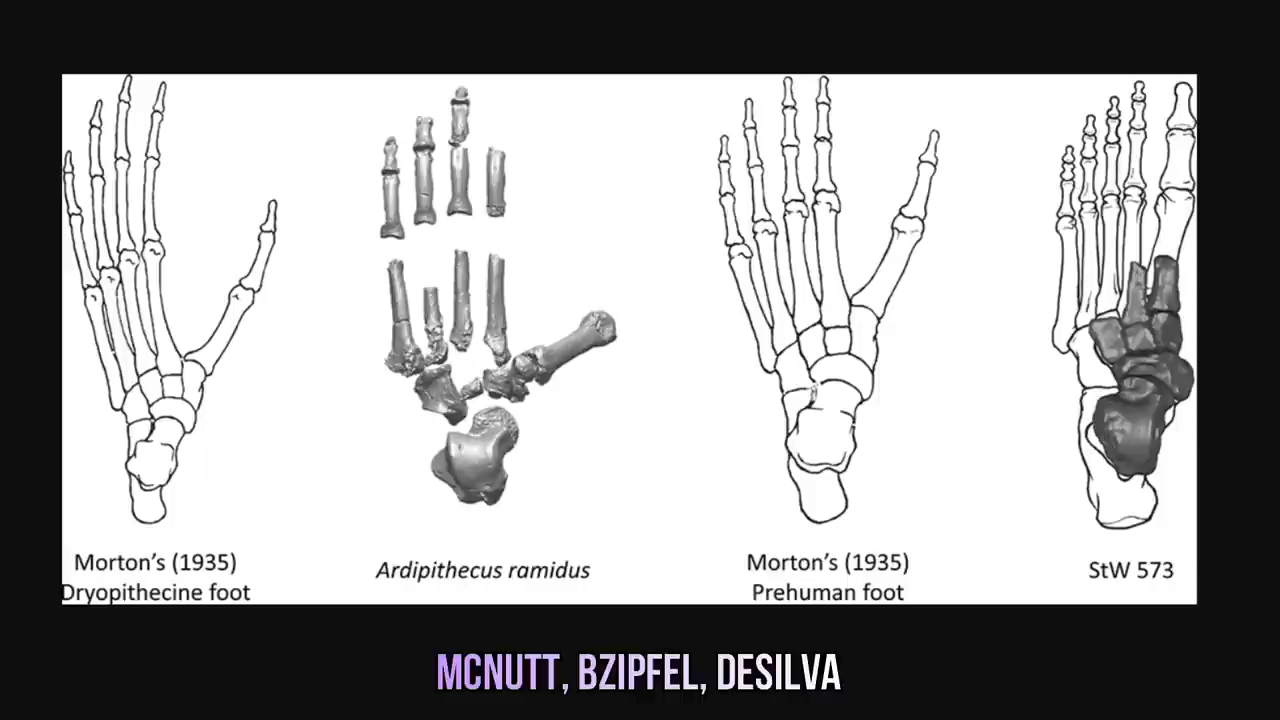 Morton's (1935)
Dryopithecine foot
Ardipithecus ramidus
Morton's (1935)
Prehuman foot
StW 573
MCNUTT, BZIPFEL, DESILVA